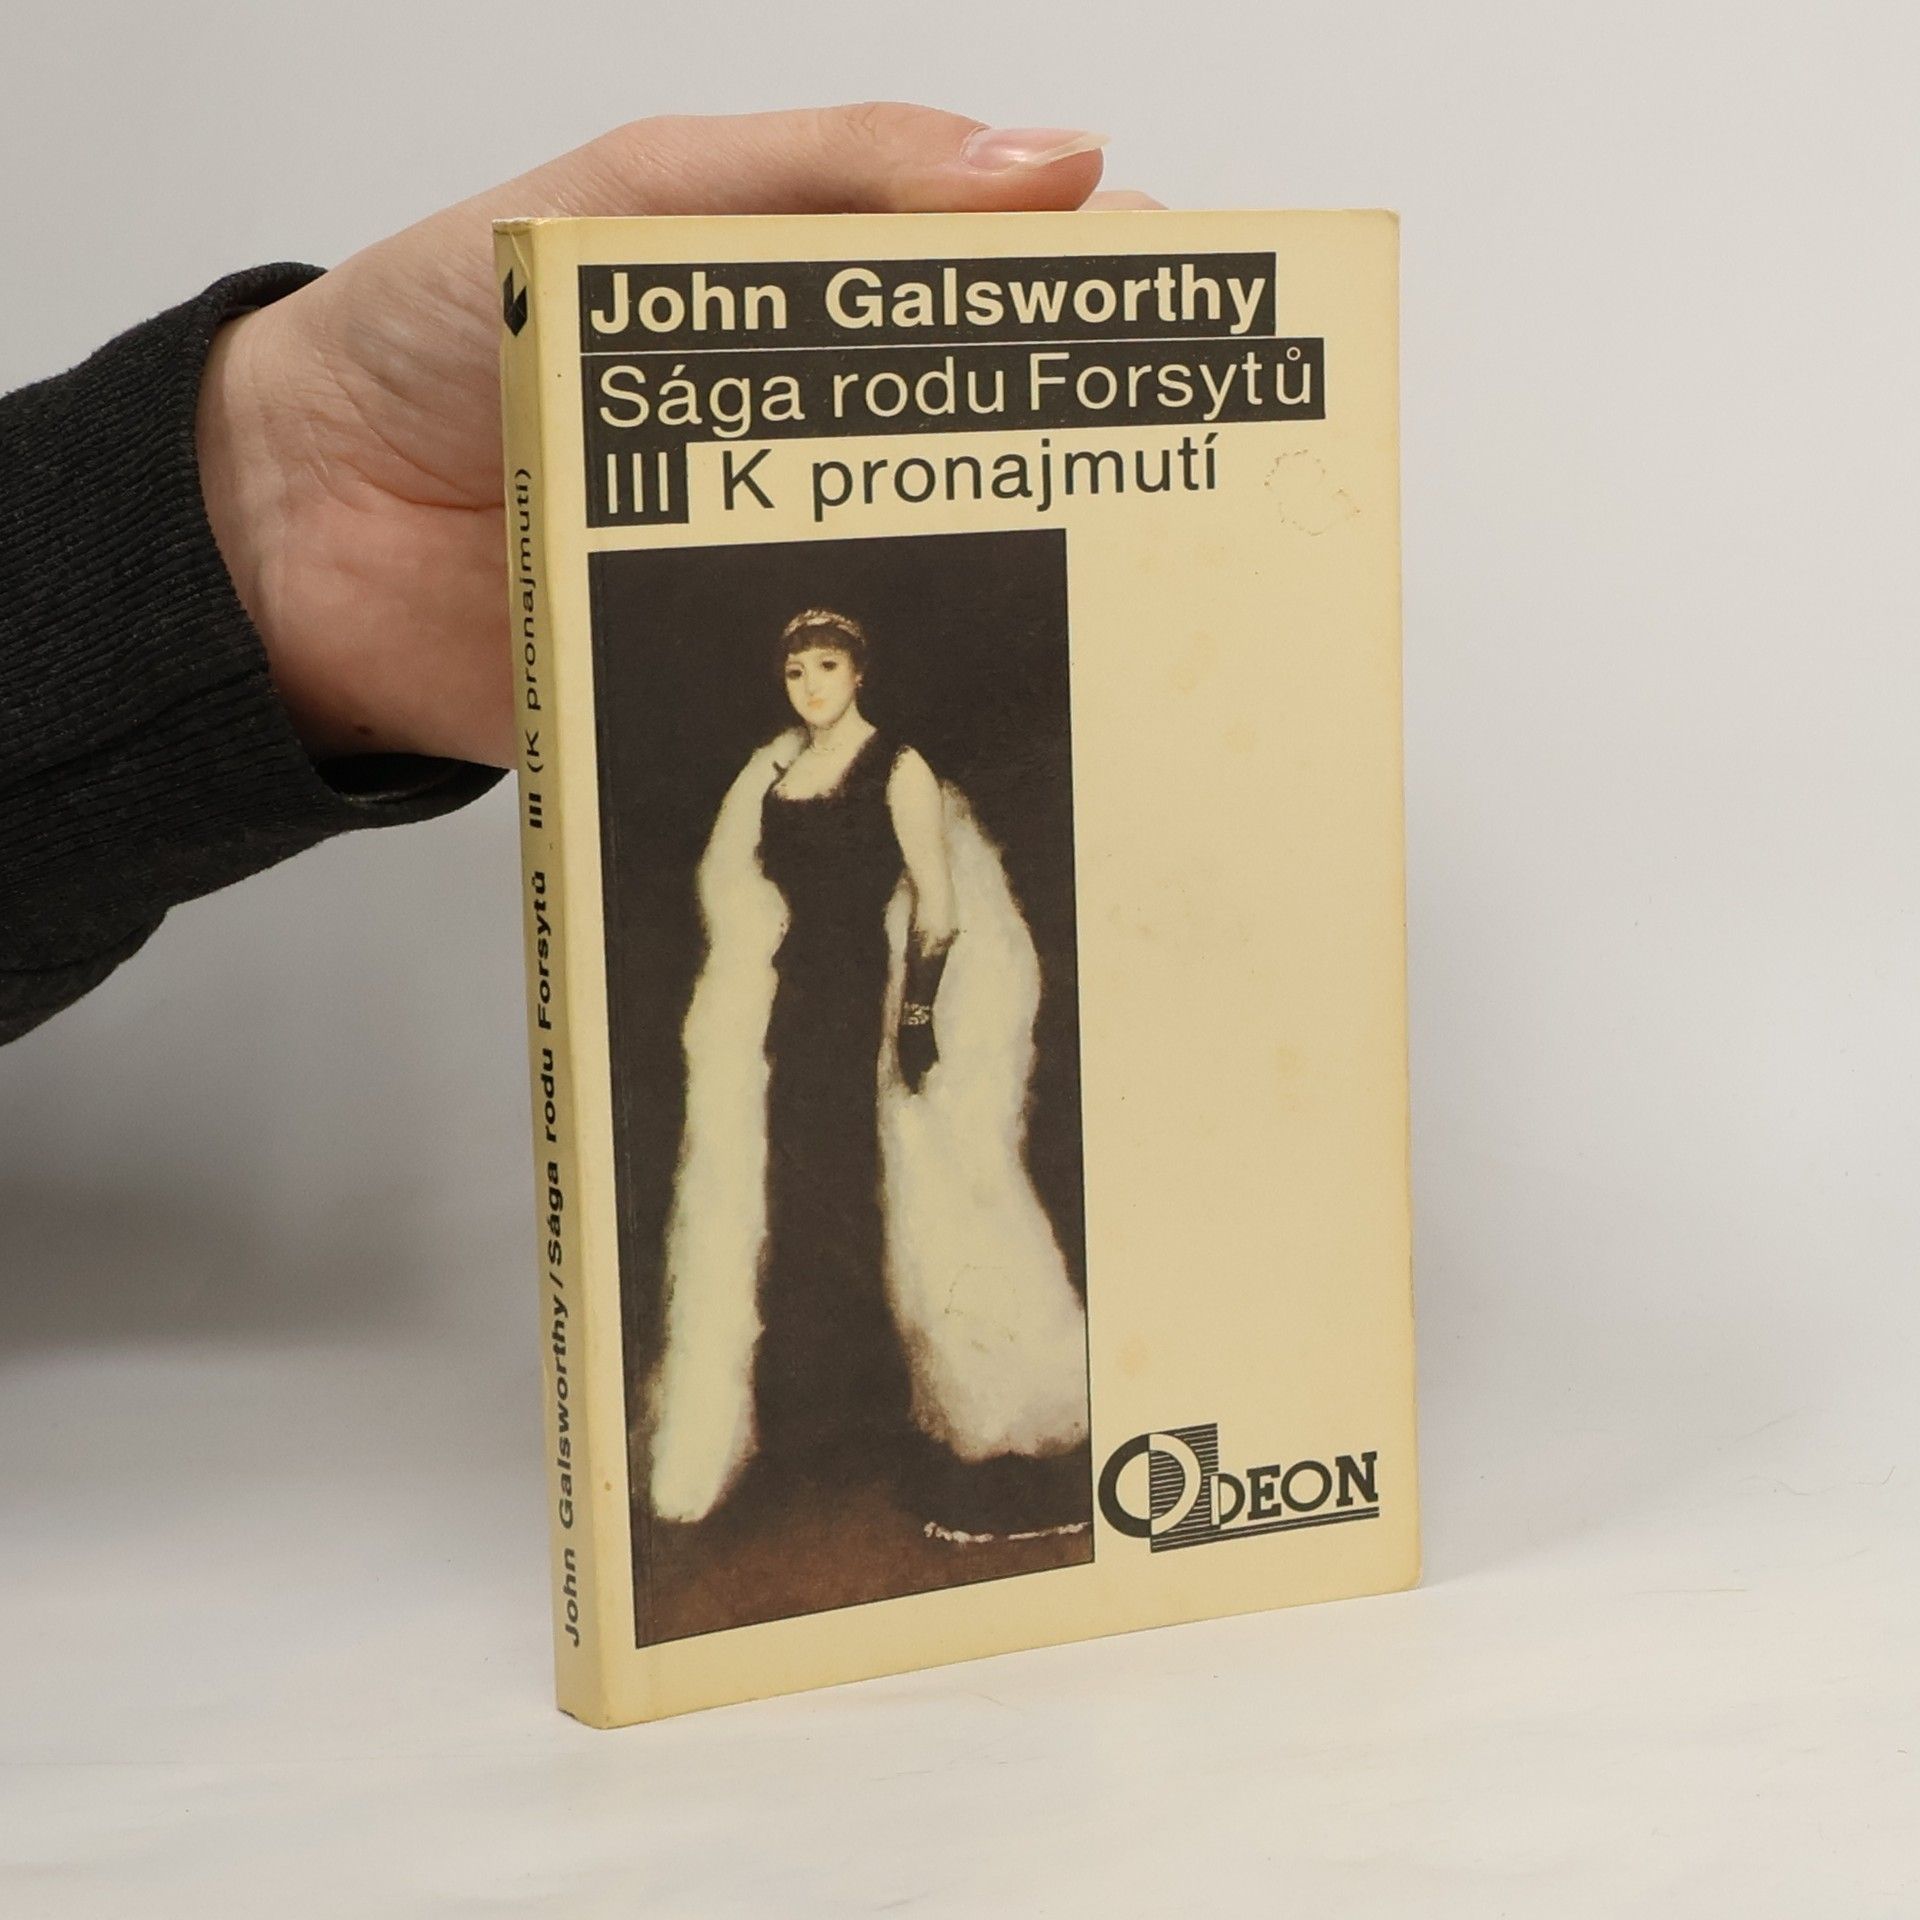 John Galsworthy
Sága rodu Forsytů
III K pronajmutí
ODEON
John Galsworthy / Sága rodu Forsytů III (K pronajmutí)